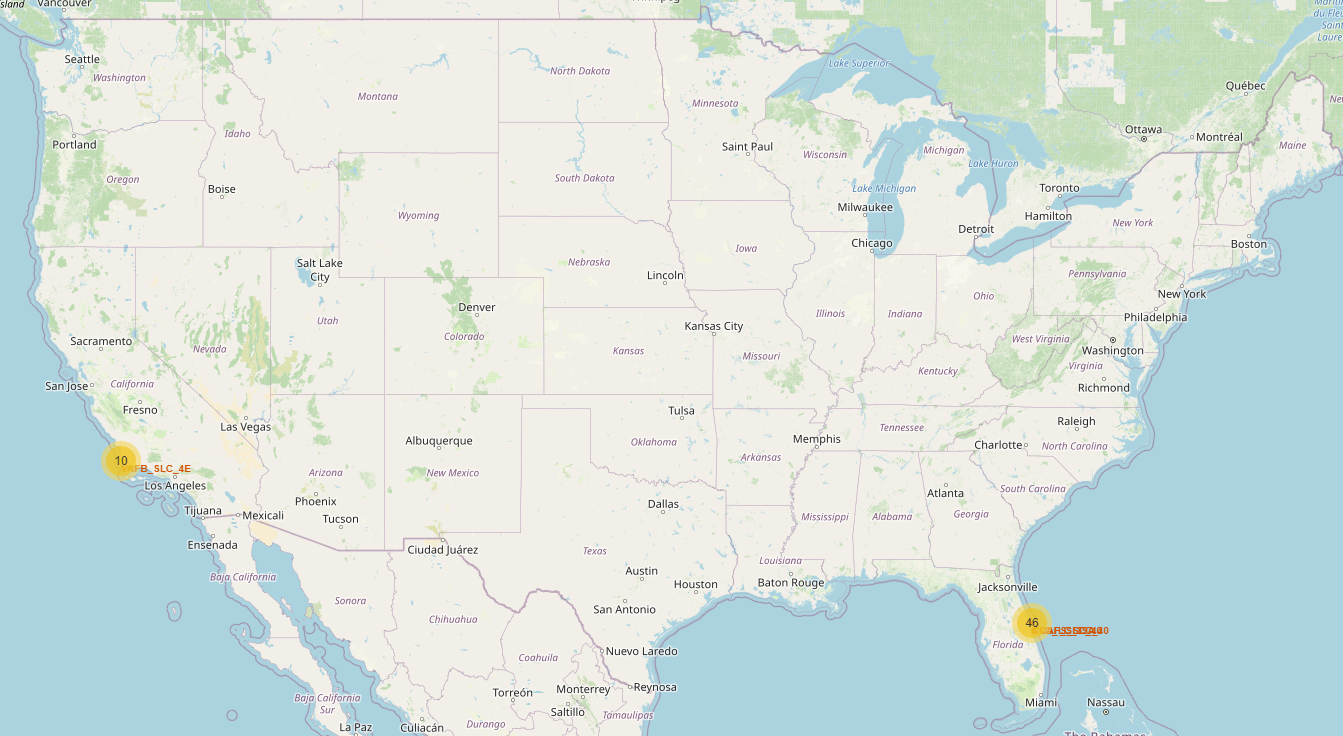 Island
Vancouver
Winnipeg
Seattle
Washington
Montana
North Dakota
Minnesota
Lake Superior
Québec
Portland
Idaho
Oregon
Boise
Saint Paul
Wisconsin
Michigan
Lake Huron
Ottawa
Montréal
Maine
South Dakota
Wyoming
Lake Michigan
Milwaukee
Toronto
Hamilton
New York
Boston
Iowa
Chicago
Detroit
Salt Lake
City
Nebraska
Lincoln
Pennsylvania
New York
Philadelphia
Denver
Utah
Colorado
Illinois
Indiana
Ohio
Sacramento
Nevada
Kansas
Kansas City
Missouri
West Virginia
Washington
Virginia
San Jose
California
Kentucky
Richmond
Fresno
Las Vegas
Tulsa
Raleigh
Albuquerque
Oklahoma
Memphis
Tennessee
Charlotte
North Carolina
10
VAFB_SLC_4E
Los Angeles
Arizona
New Mexico
Arkansas
Phoenix
Atlanta
South Carolina
Tijuana
Mexicali
Tucson
Dallas
Mississippi
Alabama
Georgia
Ensenada
Ciudad Juárez
Texas
Louisiana
Baja California
Austin
Houston
Baton Rouge
Jacksonville
Sonora
San Antonio
Chihuahua
46
Florida
Coahuila
Nuevo Laredo
Baja California
Sur
Torreón
Monterrey
Reynosa
Miami
Nassau
La Paz
Culiacán
Durango
Saltillo
Tamaulipas
The Bahamas